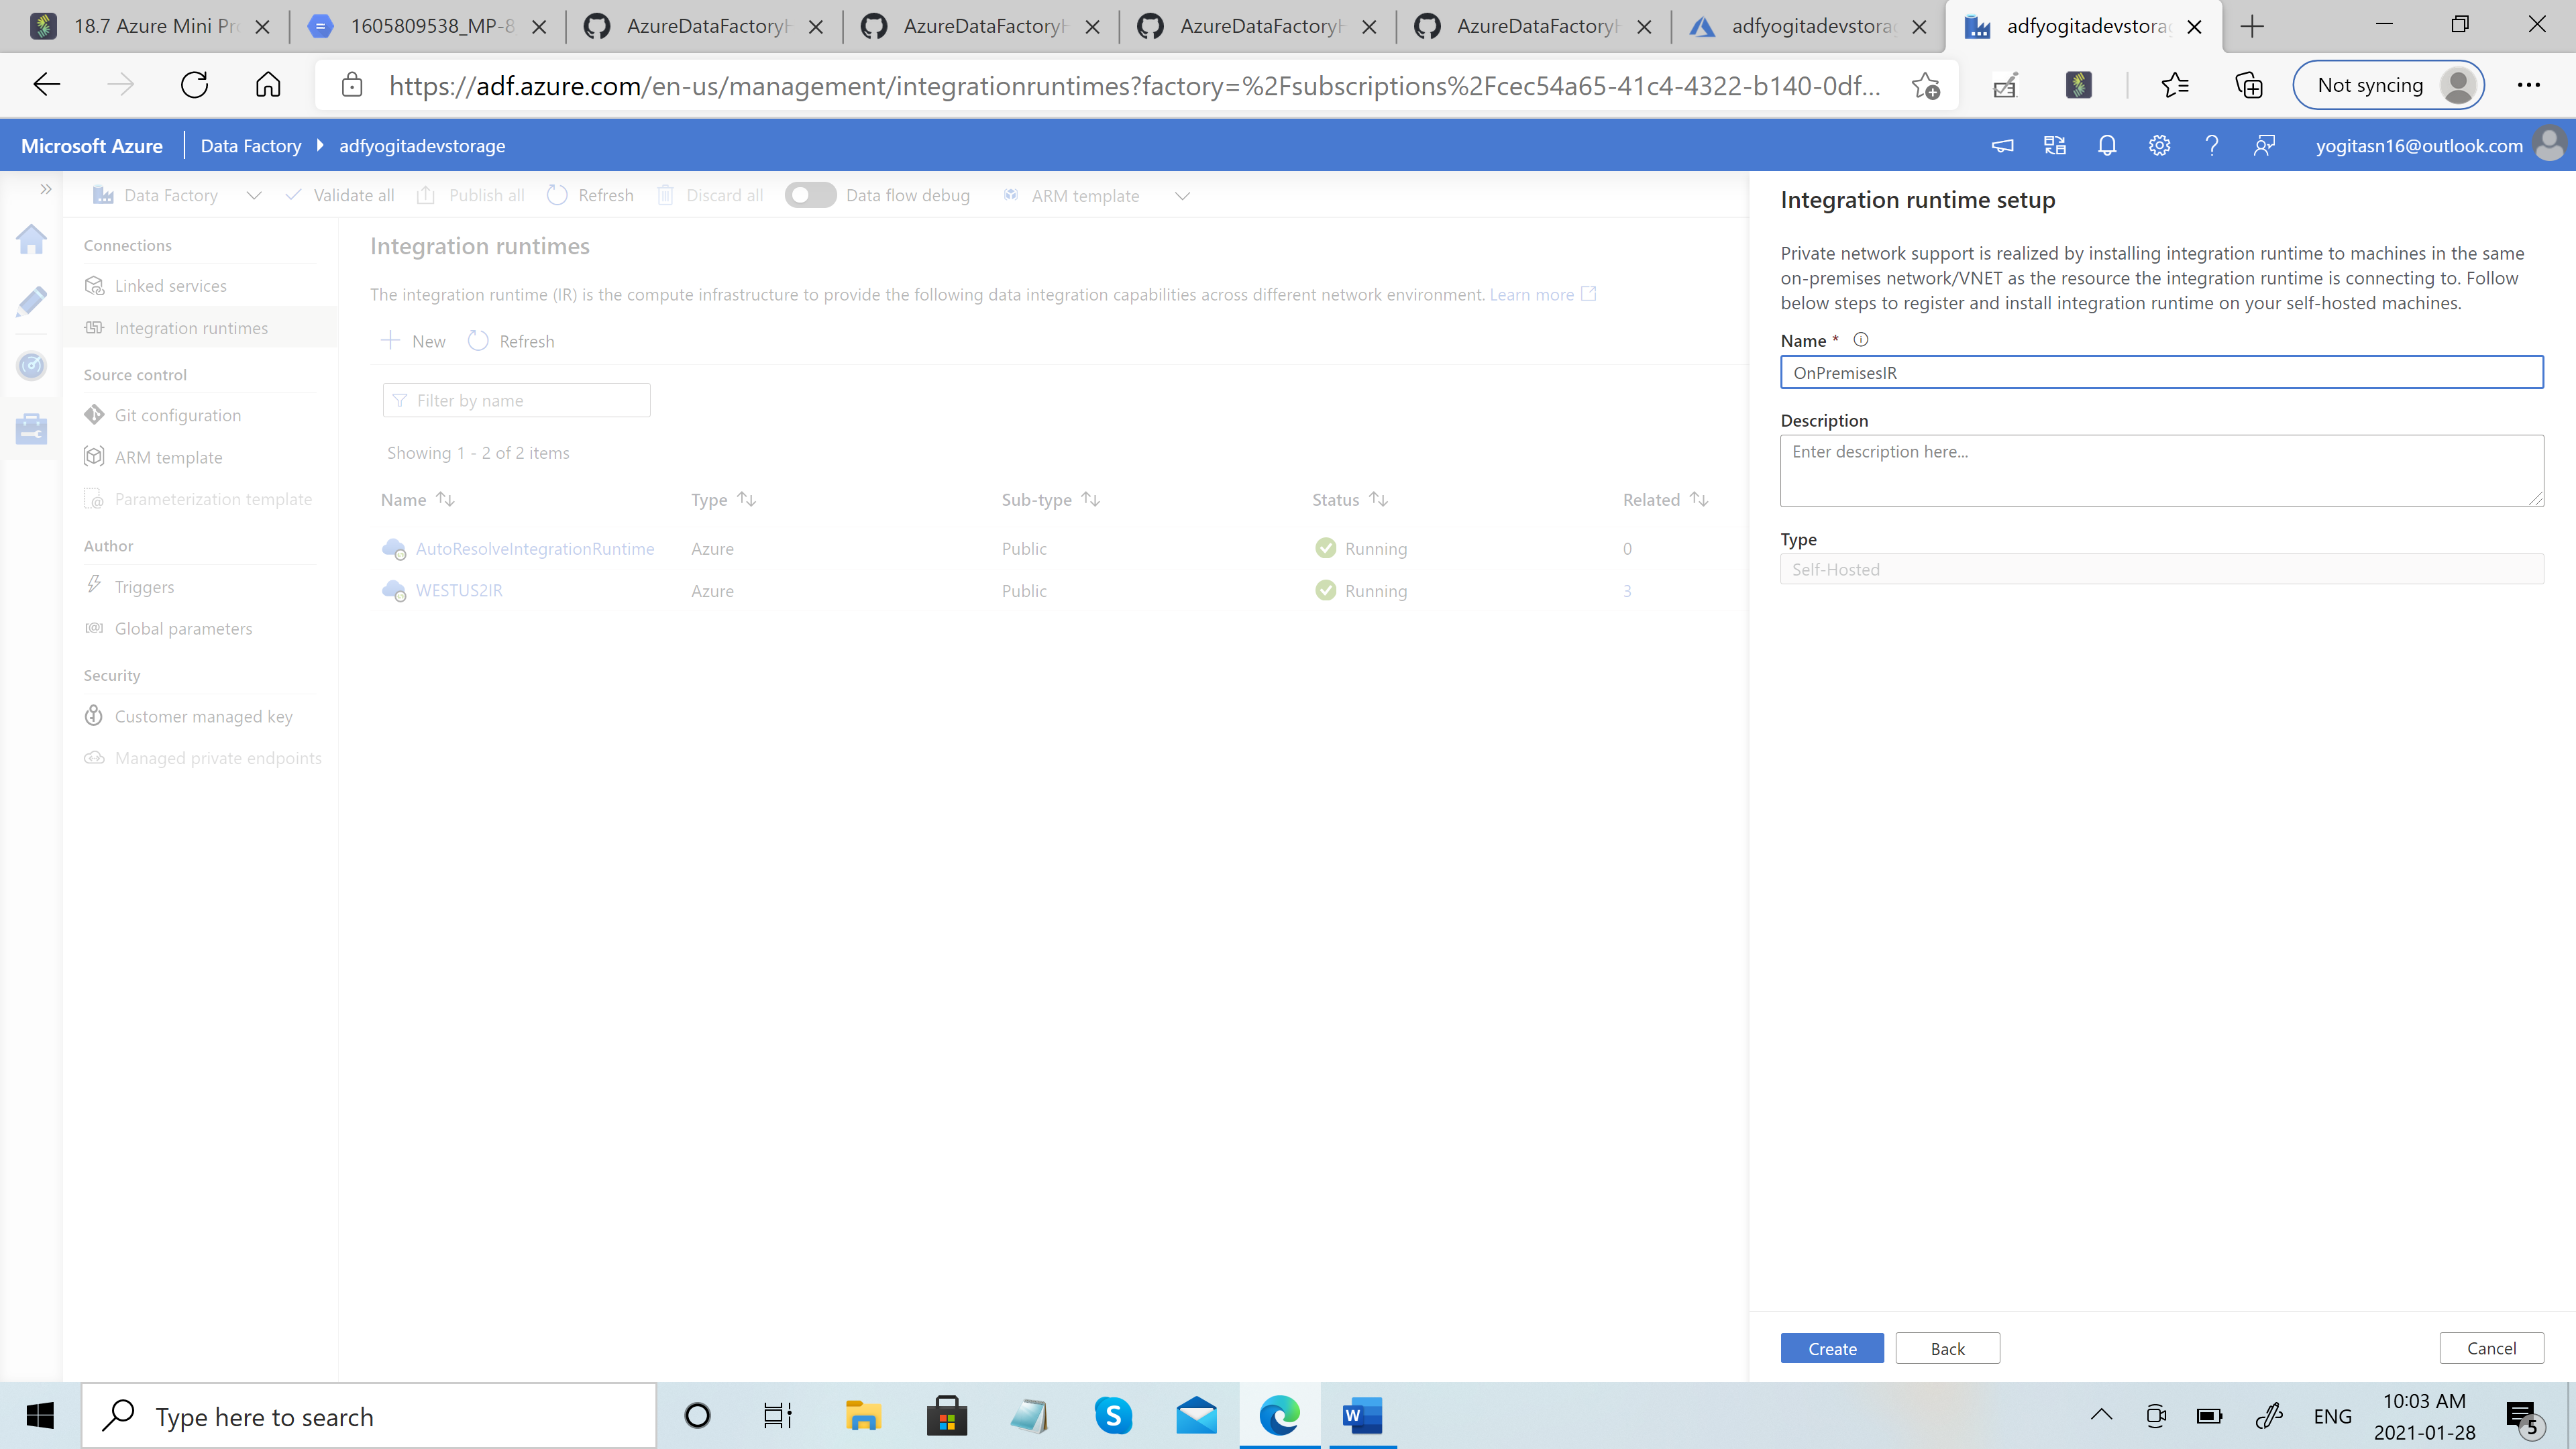 18.7 Azure Mini Pr
1605809538_MP-8
AzureDataFactoryH
AzureDataFactoryH
AzureDataFactoryH
AzureDataFactoryH
adfyogitadevstorag
adfyogitadevstorag
https://adf.azure.com/en-us/management/integrationruntimes?factory=%2Fsubscriptions%2Fcec54a65-41c4-4322-b140-0df...
Not syncing
Microsoft Azure
Data Factory
adfyogitadevstorage
yogitasn16@outlook.com
Data Factory
Validate all
Publish all
Refresh
Discard all
Data flow debug
ARM template
Connections
Linked services
Integration runtimes
Source control
Git configuration
ARM template
Parameterization template
Author
Triggers
Global parameters
Security
Customer managed key
Managed private endpoints
Integration runtimes
The integration runtime (IR) is the compute infrastructure to provide the following data integration capabilities across different network environment. Learn more
New
Refresh
Filter by name
Showing 1 - 2 of 2 items
Name Type Sub-type Status Related
AutoResolveIntegrationRuntime Azure Public Running 0
WESTUS2IR Azure Public Running 3
Integration runtime setup
Private network support is realized by installing integration runtime to machines in the same
on-premises network/VNET as the resource the integration runtime is connecting to. Follow
below steps to register and install integration runtime on your self-hosted machines.
Name *
OnPremisesIR
Description
Enter description here...
Type
Self-Hosted
Create
Back
Cancel
Type here to search
ENG
10:03 AM
2021-01-28
5